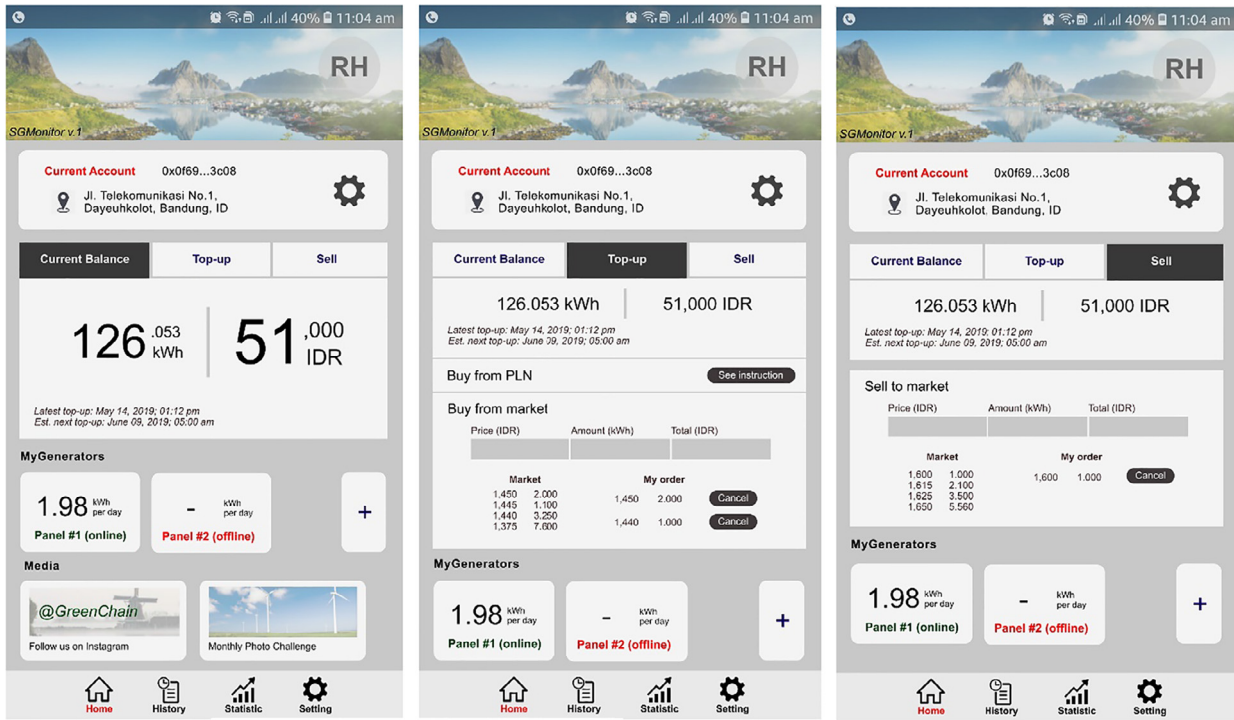 40% 11:04 am
RH
SGMonitor v.1
Current Account 0x0f69...3c08
Jl. Telekomunikasi No.1,
Dayeuhkolot, Bandung, ID
Current Balance Top-up Sell
126 .053 kWh 51 ,000 IDR
Latest top-up: May 14, 2019; 01:12 pm
Est. next top-up: June 09, 2019; 05:00 am
MyGenerators
1.98 kWh per day - kWh per day +
Panel #1 (online) Panel #2 (offline)
Media
@GreenChain
Follow us on Instagram Monthly Photo Challenge
Home History Statistic Setting
40% 11:04 am
RH
SGMonitor v.1
Current Account 0x0f69...3c08
Jl. Telekomunikasi No.1,
Dayeuhkolot, Bandung, ID
Current Balance Top-up Sell
126.053 kWh 51,000 IDR
Latest top-up: May 14, 2019; 01:12 pm
Est. next top-up: June 09, 2019; 05:00 am
Buy from PLN See instruction
Buy from market
Price (IDR) Amount (kWh) Total (IDR)
Market My order
1,450 2.000 1,450 2.000 Cancel
1,445 1.100
1,440 3.250 1,440 1.000 Cancel
1,375 7.600
MyGenerators
1.98 kWh per day - kWh per day +
Panel #1 (online) Panel #2 (offline)
Home History Statistic Setting
40% 11:04 am
RH
SGMonitor v.1
Current Account 0x0f69...3c08
Jl. Telekomunikasi No.1,
Dayeuhkolot, Bandung, ID
Current Balance Top-up Sell
126.053 kWh 51,000 IDR
Latest top-up: May 14, 2019; 01:12 pm
Est. next top-up: June 09, 2019; 05:00 am
Sell to market
Price (IDR) Amount (kWh) Total (IDR)
Market My order
1,600 1.000 1,600 1.000 Cancel
1,615 2.100
1,625 3.500
1,650 5.560
MyGenerators
1.98 kWh per day - kWh per day +
Panel #1 (online) Panel #2 (offline)
Home History Statistic Setting